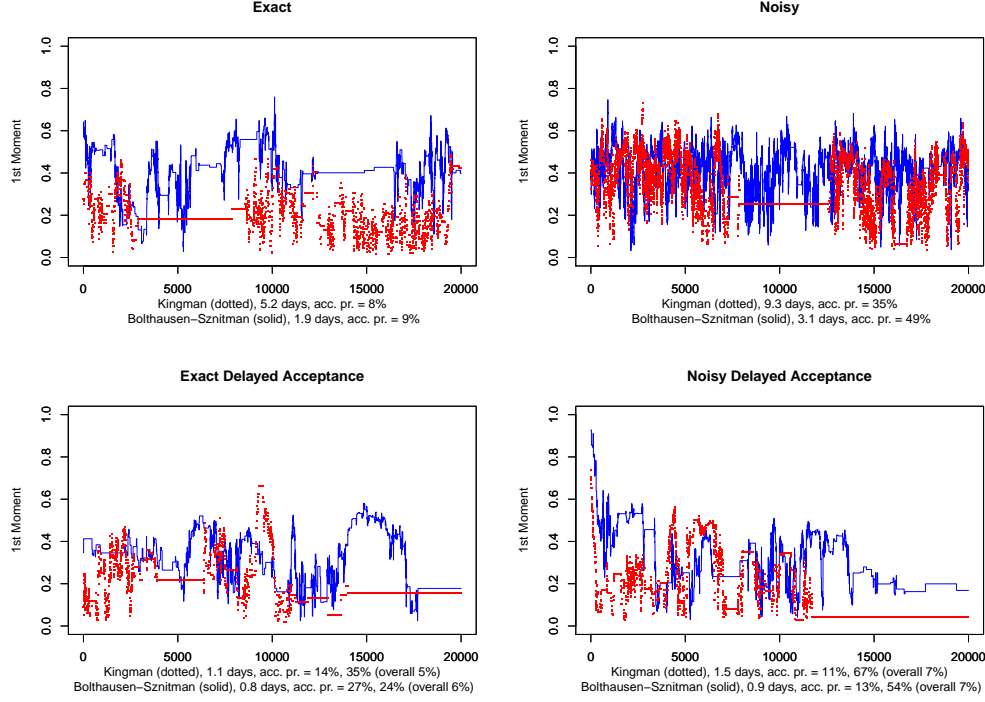 Exact
1st Moment
0.0 0.2 0.4 0.6 0.8 1.0
0 5000 10000 15000 20000
Kingman (dotted), 5.2 days, acc. pr. = 8%
Bolthausen−Sznitman (solid), 1.9 days, acc. pr. = 9%
Noisy
1st Moment
0.0 0.2 0.4 0.6 0.8 1.0
0 5000 10000 15000 20000
Kingman (dotted), 9.3 days, acc. pr. = 35%
Bolthausen−Sznitman (solid), 3.1 days, acc. pr. = 49%
Exact Delayed Acceptance
1st Moment
0.0 0.2 0.4 0.6 0.8 1.0
0 5000 10000 15000 20000
Kingman (dotted), 1.1 days, acc. pr. = 14%, 35% (overall 5%)
Bolthausen−Sznitman (solid), 0.8 days, acc. pr. = 27%, 24% (overall 6%)
Noisy Delayed Acceptance
1st Moment
0.0 0.2 0.4 0.6 0.8 1.0
0 5000 10000 15000 20000
Kingman (dotted), 1.5 days, acc. pr. = 11%, 67% (overall 7%)
Bolthausen−Sznitman (solid), 0.9 days, acc. pr. = 13%, 54% (overall 7%)